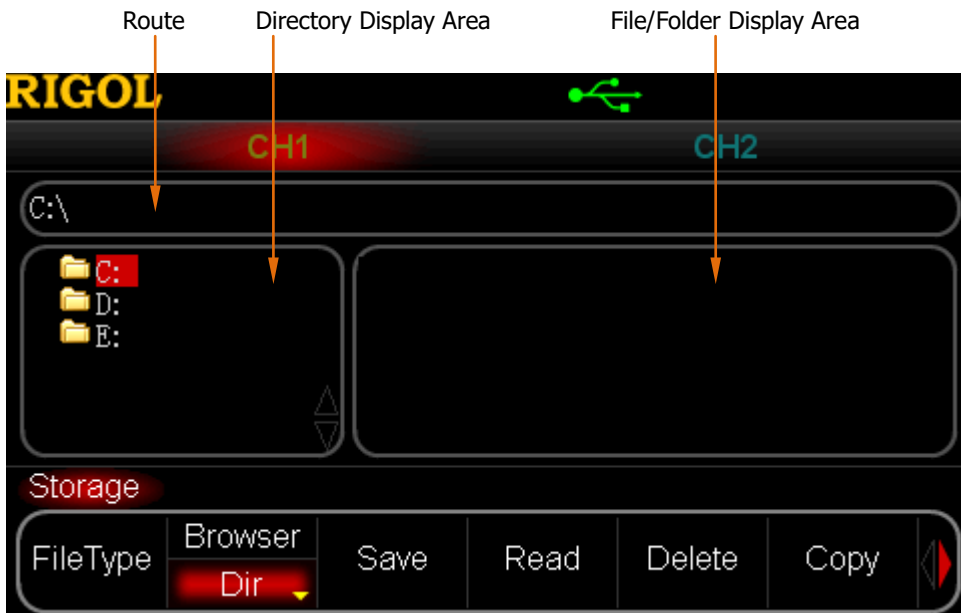 Route Directory Display Area File/Folder Display Area
RIGOL
CH1 CH2
C:\
C:
D:
E:
Storage
FileType Browser Save Read Delete Copy
Dir